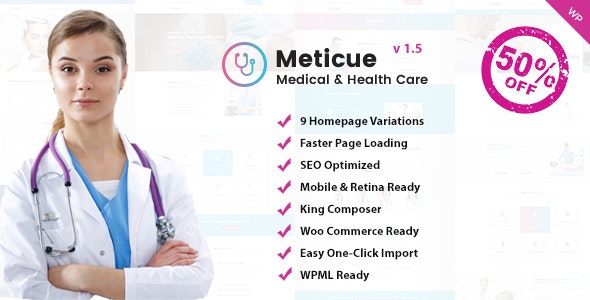 WP
Meticue
v 1.5
Medical & Health Care
50%
OFF
9 Homepage Variations
Faster Page Loading
SEO Optimized
Mobile & Retina Ready
King Composer
Woo Commerce Ready
Easy One-Click Import
WPML Ready